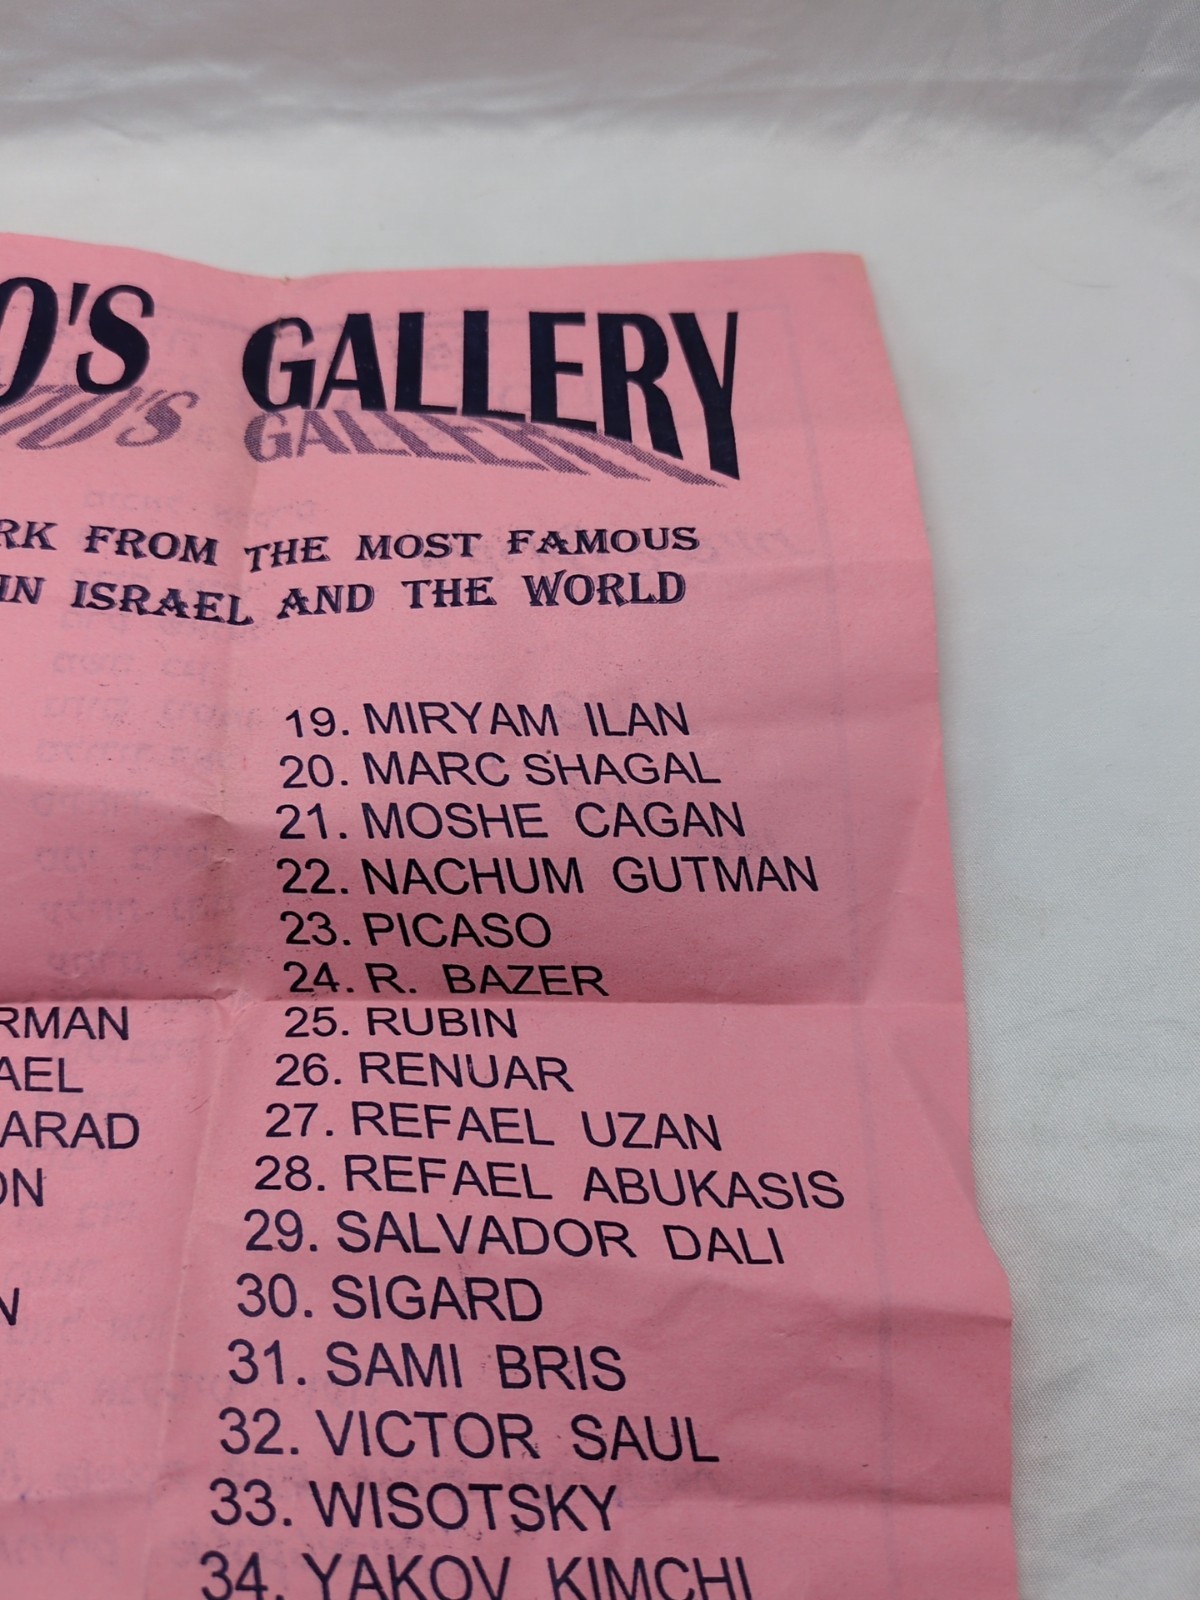 'S GALLERY
GALLERY
FROM THE MOST FAMOUS
IN ISRAEL AND THE WORLD
19. MIRYAM ILAN
20. MARC SHAGAL
21. MOSHE CAGAN
22. NACHUM GUTMAN
23. PICASO
24. R. BAZER
RMAN 25. RUBIN
AEL 26. RENUAR
ARAD 27. REFAEL UZAN
ON 28. REFAEL ABUKASIS
29. SALVADOR DALI
N 30. SIGARD
31. SAMI BRIS
32. VICTOR SAUL
33. WISOTSKY
34. YAKOV KIMCHI